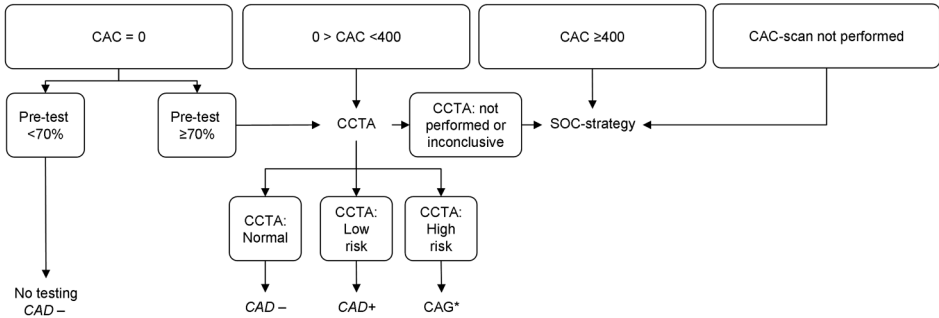 CAC = 0
0 > CAC <400
CAC ≥400
CAC-scan not performed
Pre-test
<70%
Pre-test
≥70%
CCTA
CCTA: not
performed or
inconclusive
SOC-strategy
CCTA:
Normal
CCTA:
Low
risk
CCTA:
High
risk
No testing
CAD –
CAD –
CAD+
CAG*